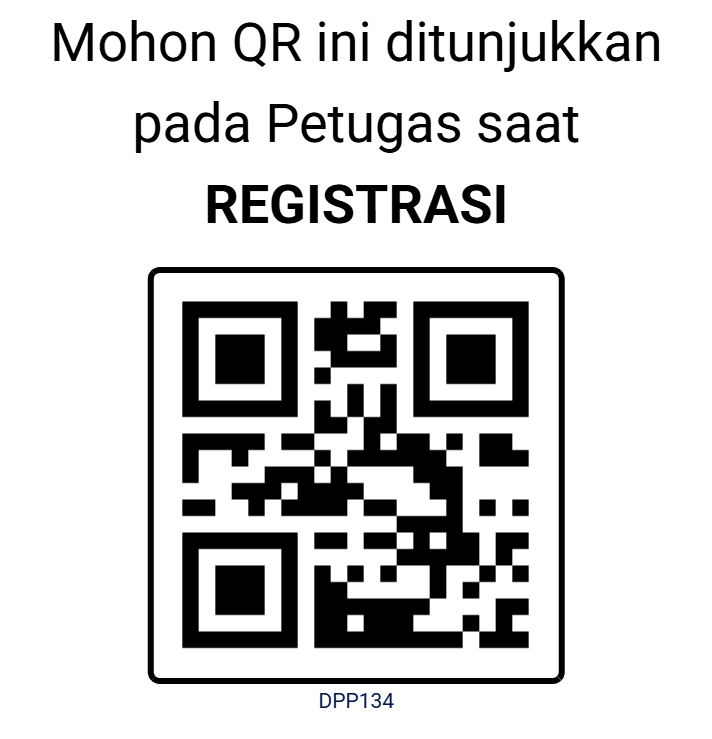 Mohon QR ini ditunjukkan
pada Petugas saat
REGISTRASI
DPP134